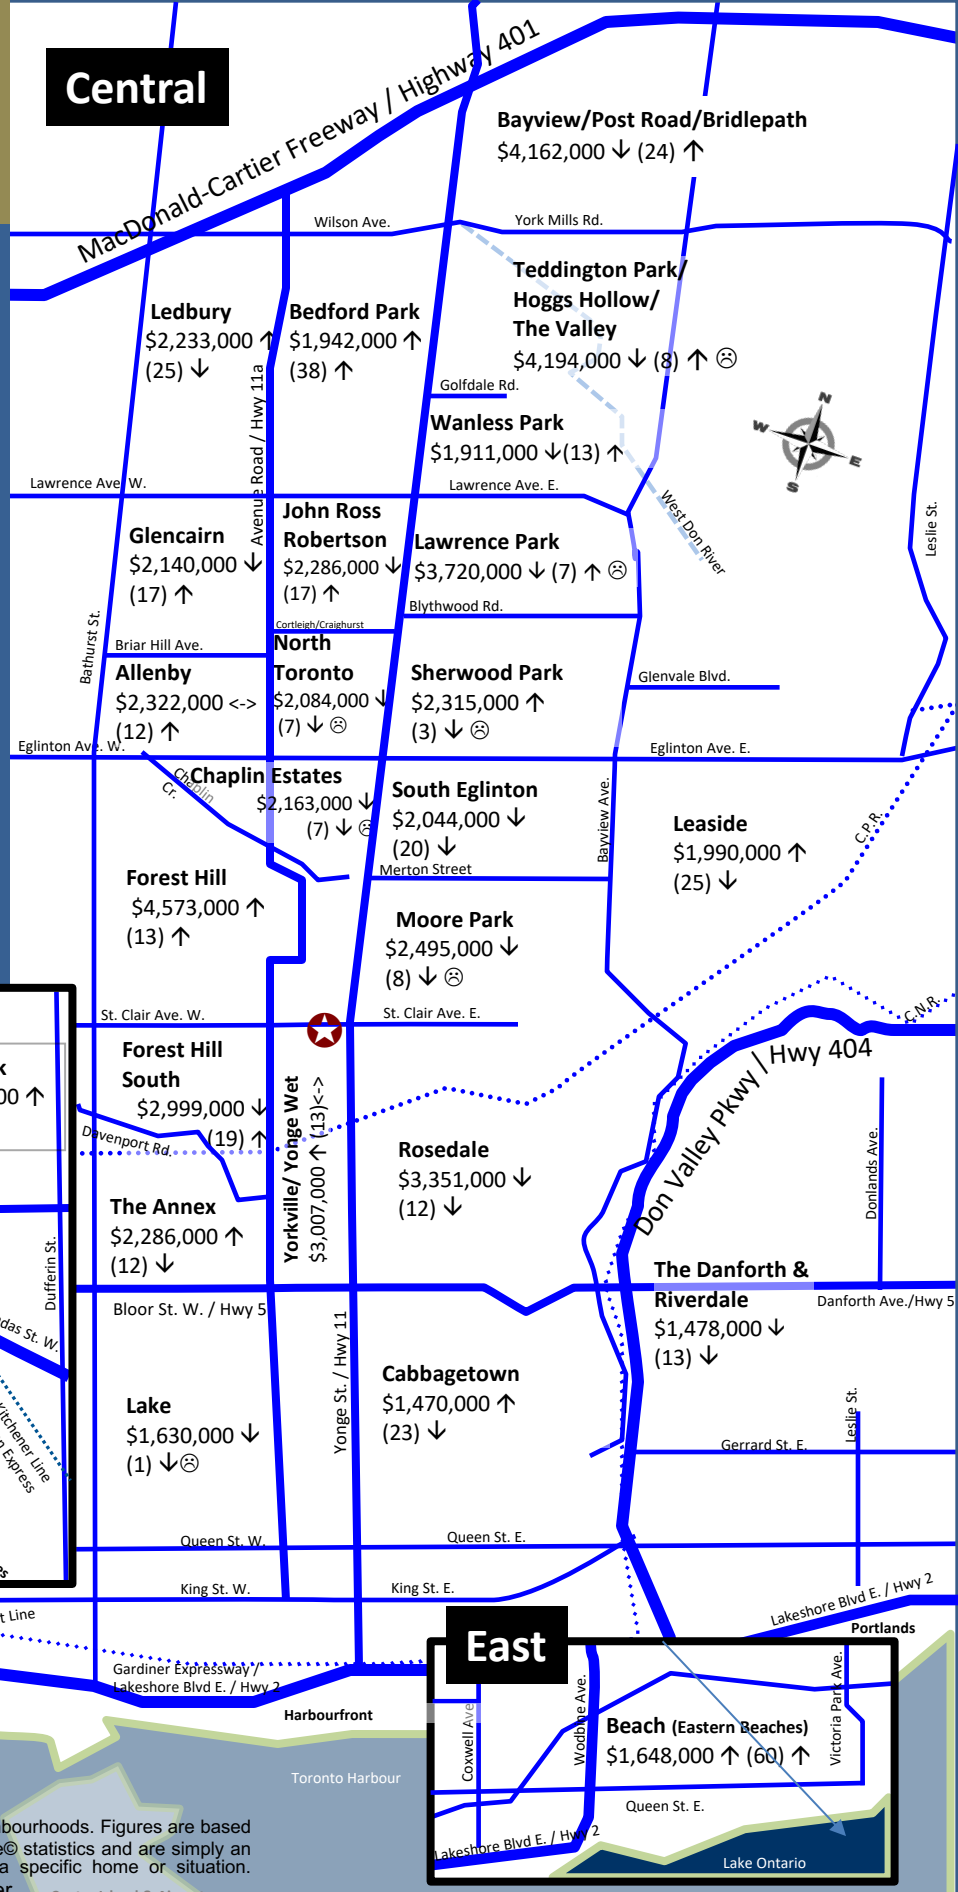 Central
MacDonald-Cartier Freeway / Highway 401
Bayview/Post Road/Bridlepath
$4,162,000 ↓ (24) ↑
Wilson Ave.
York Mills Rd.
Teddington Park/
Hoggs Hollow/
The Valley
$4,194,000 ↓ (8) ↑ ☹
Ledbury
$2,233,000 ↑
(25) ↓
Bedford Park
$1,942,000 ↑
(38) ↑
Avenue Road / Hwy 11a
Golfdale Rd.
Wanless Park
$1,911,000 ↓(13) ↑
N
W
E
S
Lawrence Ave. W.
Lawrence Ave. E.
West Don River
Leslie St.
Glencairn
$2,140,000 ↓
(17) ↑
John Ross
Robertson
$2,286,000 ↓
(17) ↑
Lawrence Park
$3,720,000 ↓ (7) ↑ ☹
Blythwood Rd.
Cortleigh/Craighurst
Bathurst St.
Briar Hill Ave.
Allenby
$2,322,000 <->
(12) ↑
North
Toronto
$2,084,000 ↓
(7) ↓ ☹
Sherwood Park
$2,315,000 ↑
(3) ↓ ☹
Glenvale Blvd.
Eglinton Ave. W.
Eglinton Ave. E.
Chaplin
Cr.
Chaplin Estates
$2,163,000 ↓
(7) ↓ ☹
South Eglinton
$2,044,000 ↓
(20) ↓
Merton Street
Bayview Ave.
Leaside
$1,990,000 ↑
(25) ↓
C.P.R.
Forest Hill
$4,573,000 ↑
(13) ↑
Moore Park
$2,495,000 ↓
(8) ↓ ☹
St. Clair Ave. W.
St. Clair Ave. E.
C.N.R.
Don Valley Pkwy | Hwy 404
k
00 ↑
Forest Hill
South
$2,999,000 ↓
(19) ↑
Davenport Rd.
Yorkville/ Yonge Wet
$3,007,000 ↑ (13)<->
Rosedale
$3,351,000 ↓
(12) ↓
Donlands Ave.
The Annex
$2,286,000 ↑
(12) ↓
Dufferin St.
Bloor St. W. / Hwy 5
The Danforth &
Riverdale
$1,478,000 ↓
(13) ↓
Danforth Ave./Hwy 5
das St. W.
Kitchener Line
n Express
Yonge St. / Hwy 11
Cabbagetown
$1,470,000 ↑
(23) ↓
Lake
$1,630,000 ↓
(1) ↓☹
Leslie St.
Gerrard St. E.
Queen St. W.
Queen St. E.
King St. W.
King St. E.
es
t Line
Lakeshore Blvd E. / Hwy 2
Portlands
Gardiner Expressway /
Lakeshore Blvd E. / Hwy 2
Harbourfront
Toronto Harbour
East
Coxwell Ave
Woodbine Ave.
Victoria Park Ave.
Beach (Eastern Beaches)
$1,648,000 ↑ (60) ↑
Queen St. E.
Lakeshore Blvd E. / Hwy 2
Lake Ontario
bourhoods. Figures are based
e© statistics and are simply an
a specific home or situation.
er